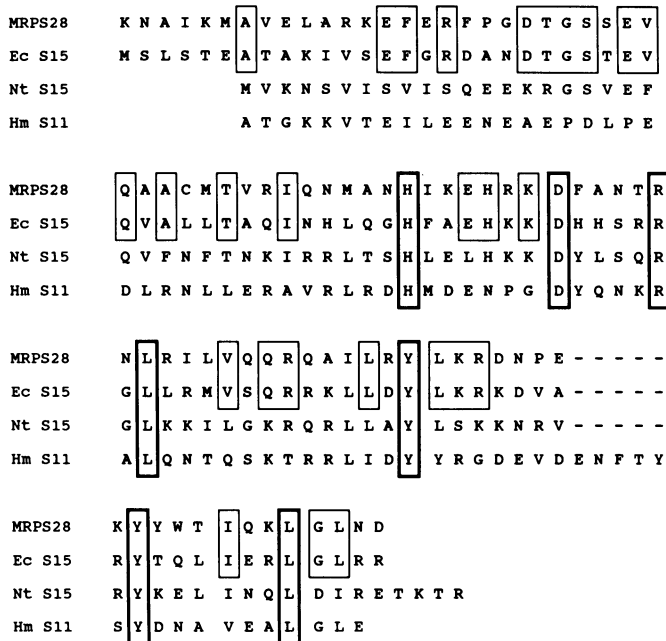 MRPS28 K N A I K M A V E L A R K E F E R F P G D T G S S E V
Ec S15 M S L S T E A T A K I V S E F G R D A N D T G S T E V
Nt S15 M V K N S V I S V I S Q E E K R G S V E F
Hm S11 A T G K K V T E I L E E N E A E P D L P E
MRPS28 Q A A C M T V R I Q N M A N H I K E H R K D F A N T R
Ec S15 Q V A L L T A Q I N H L Q G H F A E H K K D H H S R R
Nt S15 Q V F N F T N K I R R L T S H L E L H K K D Y L S Q R
Hm S11 D L R N L L E R A V R L R D H M D E N P G D Y Q N K R
MRPS28 N L R I L V Q Q R Q A I L R Y L K R D N P E - - - - -
Ec S15 G L L R M V S Q R R K L L D Y L K R K D V A - - - - -
Nt S15 G L K K I L G K R Q R L L A Y L S K K N R V - - - - -
Hm S11 A L Q N T Q S K T R R L I D Y Y R G D E V D E N F T Y
MRPS28 K Y Y W T I Q K L G L N D
Ec S15 R Y T Q L I E R L G L R R
Nt S15 R Y K E L I N Q L D I R E T K T R
Hm S11 S Y D N A V E A L G L E